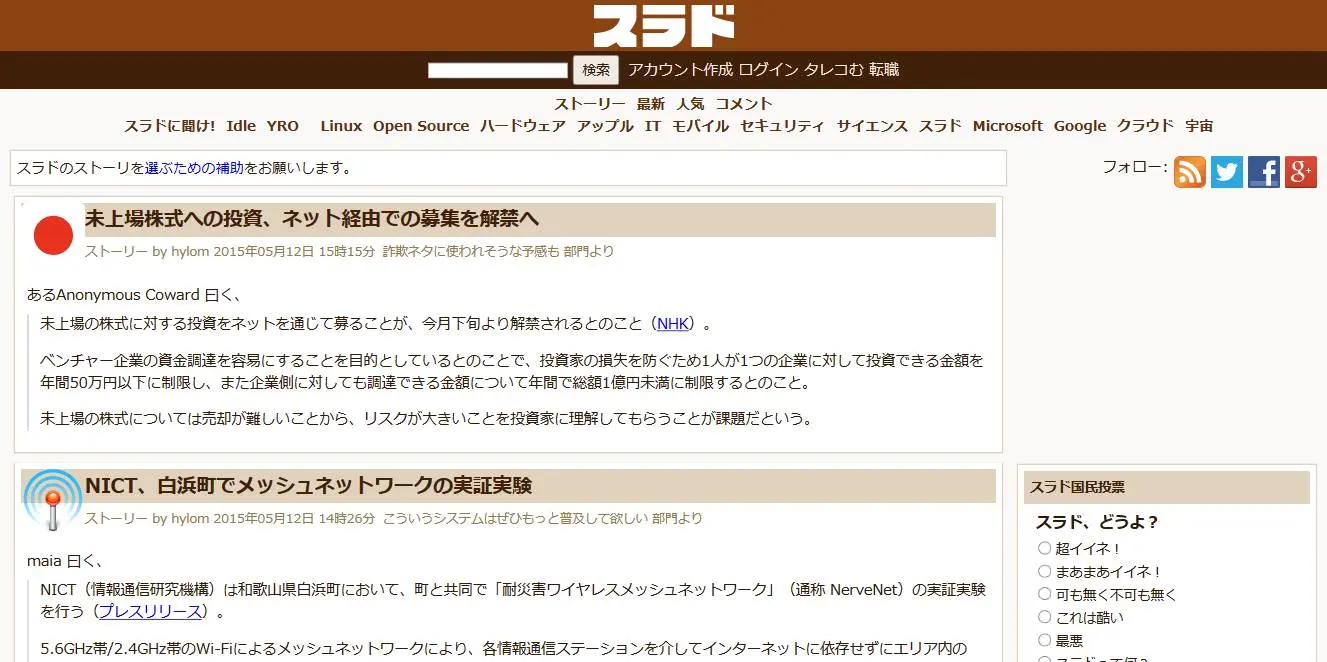 スラド
検索 アカウント作成 ログイン タレコむ 転職
ストーリー 最新 人気 コメント
スラドに聞け! Idle YRO Linux Open Source ハードウェア アップル IT モバイル セキュリティ サイエンス スラド Microsoft Google クラウド 宇宙
スラドのストーリを選ぶための補助をお願いします。
フォロー:
未上場株式への投資、ネット経由での募集を解禁へ
ストーリー by hylom 2015年05月12日 15時15分 詐欺ネタに使われそうな予感も 部門より
あるAnonymous Coward 曰く、
未上場の株式に対する投資をネットを通じて募ることが、今月下旬より解禁されるとのこと（NHK）。
ベンチャー企業の資金調達を容易にすることを目的としているとのことで、投資家の損失を防ぐため1人が1つの企業に対して投資できる金額を
年間50万円以下に制限し、また企業側に対しても調達できる金額について年間で総額1億円未満に制限するとのこと。
未上場の株式については売却が難しいことから、リスクが大きいことを投資家に理解してもらうことが課題だという。
NICT、白浜町でメッシュネットワークの実証実験
ストーリー by hylom 2015年05月12日 14時26分 こういうシステムはぜひもっと普及して欲しい 部門より
maia 曰く、
NICT（情報通信研究機構）は和歌山県白浜町において、町と共同で「耐災害ワイヤレスメッシュネットワーク」（通称 NerveNet）の実証実験
を行う（プレスリリース）。
5.6GHz帯/2.4GHz帯のWi-Fiによるメッシュネットワークにより、各情報通信ステーションを介してインターネットに依存せずにエリア内の
スラド国民投票
スラド、どうよ？
超イイネ！
まあまあイイネ！
可も無く不可も無く
これは酷い
最悪
スラドって何？